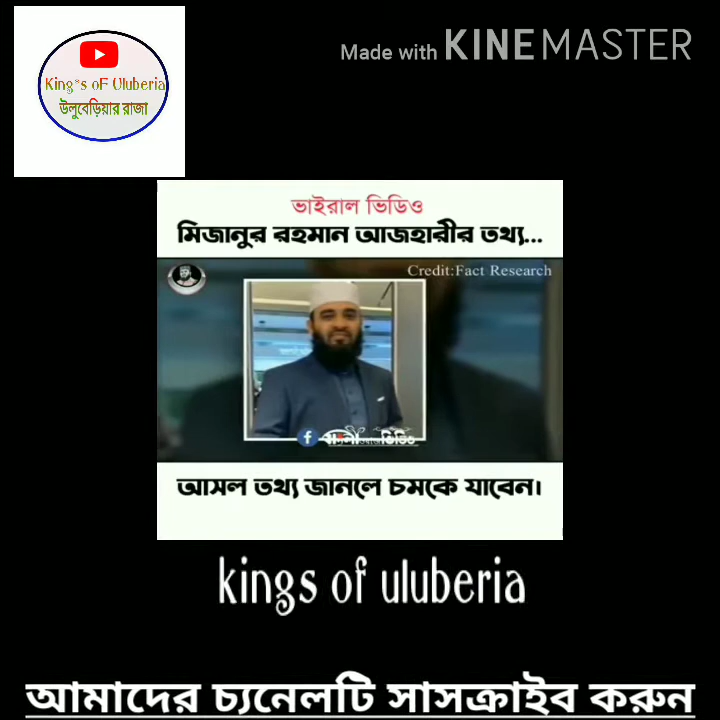 Made with KINEMASTER
King*s oF Uluberia
উলুবেড়িয়ার রাজা
ভাইরাল ভিডিও
মিজানুর রহমান আজহারীর তথ্য...
Credit:Fact Research
ভিডিও
আসল তথ্য জানলে চমকে যাবেন।
kings of uluberia
আমাদের চ্যনেলটি সাসক্রাইব করুন